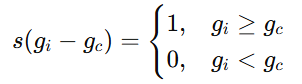 s(g_i − g_c) = { 1, g_i ≥ g_c
0, g_i < g_c